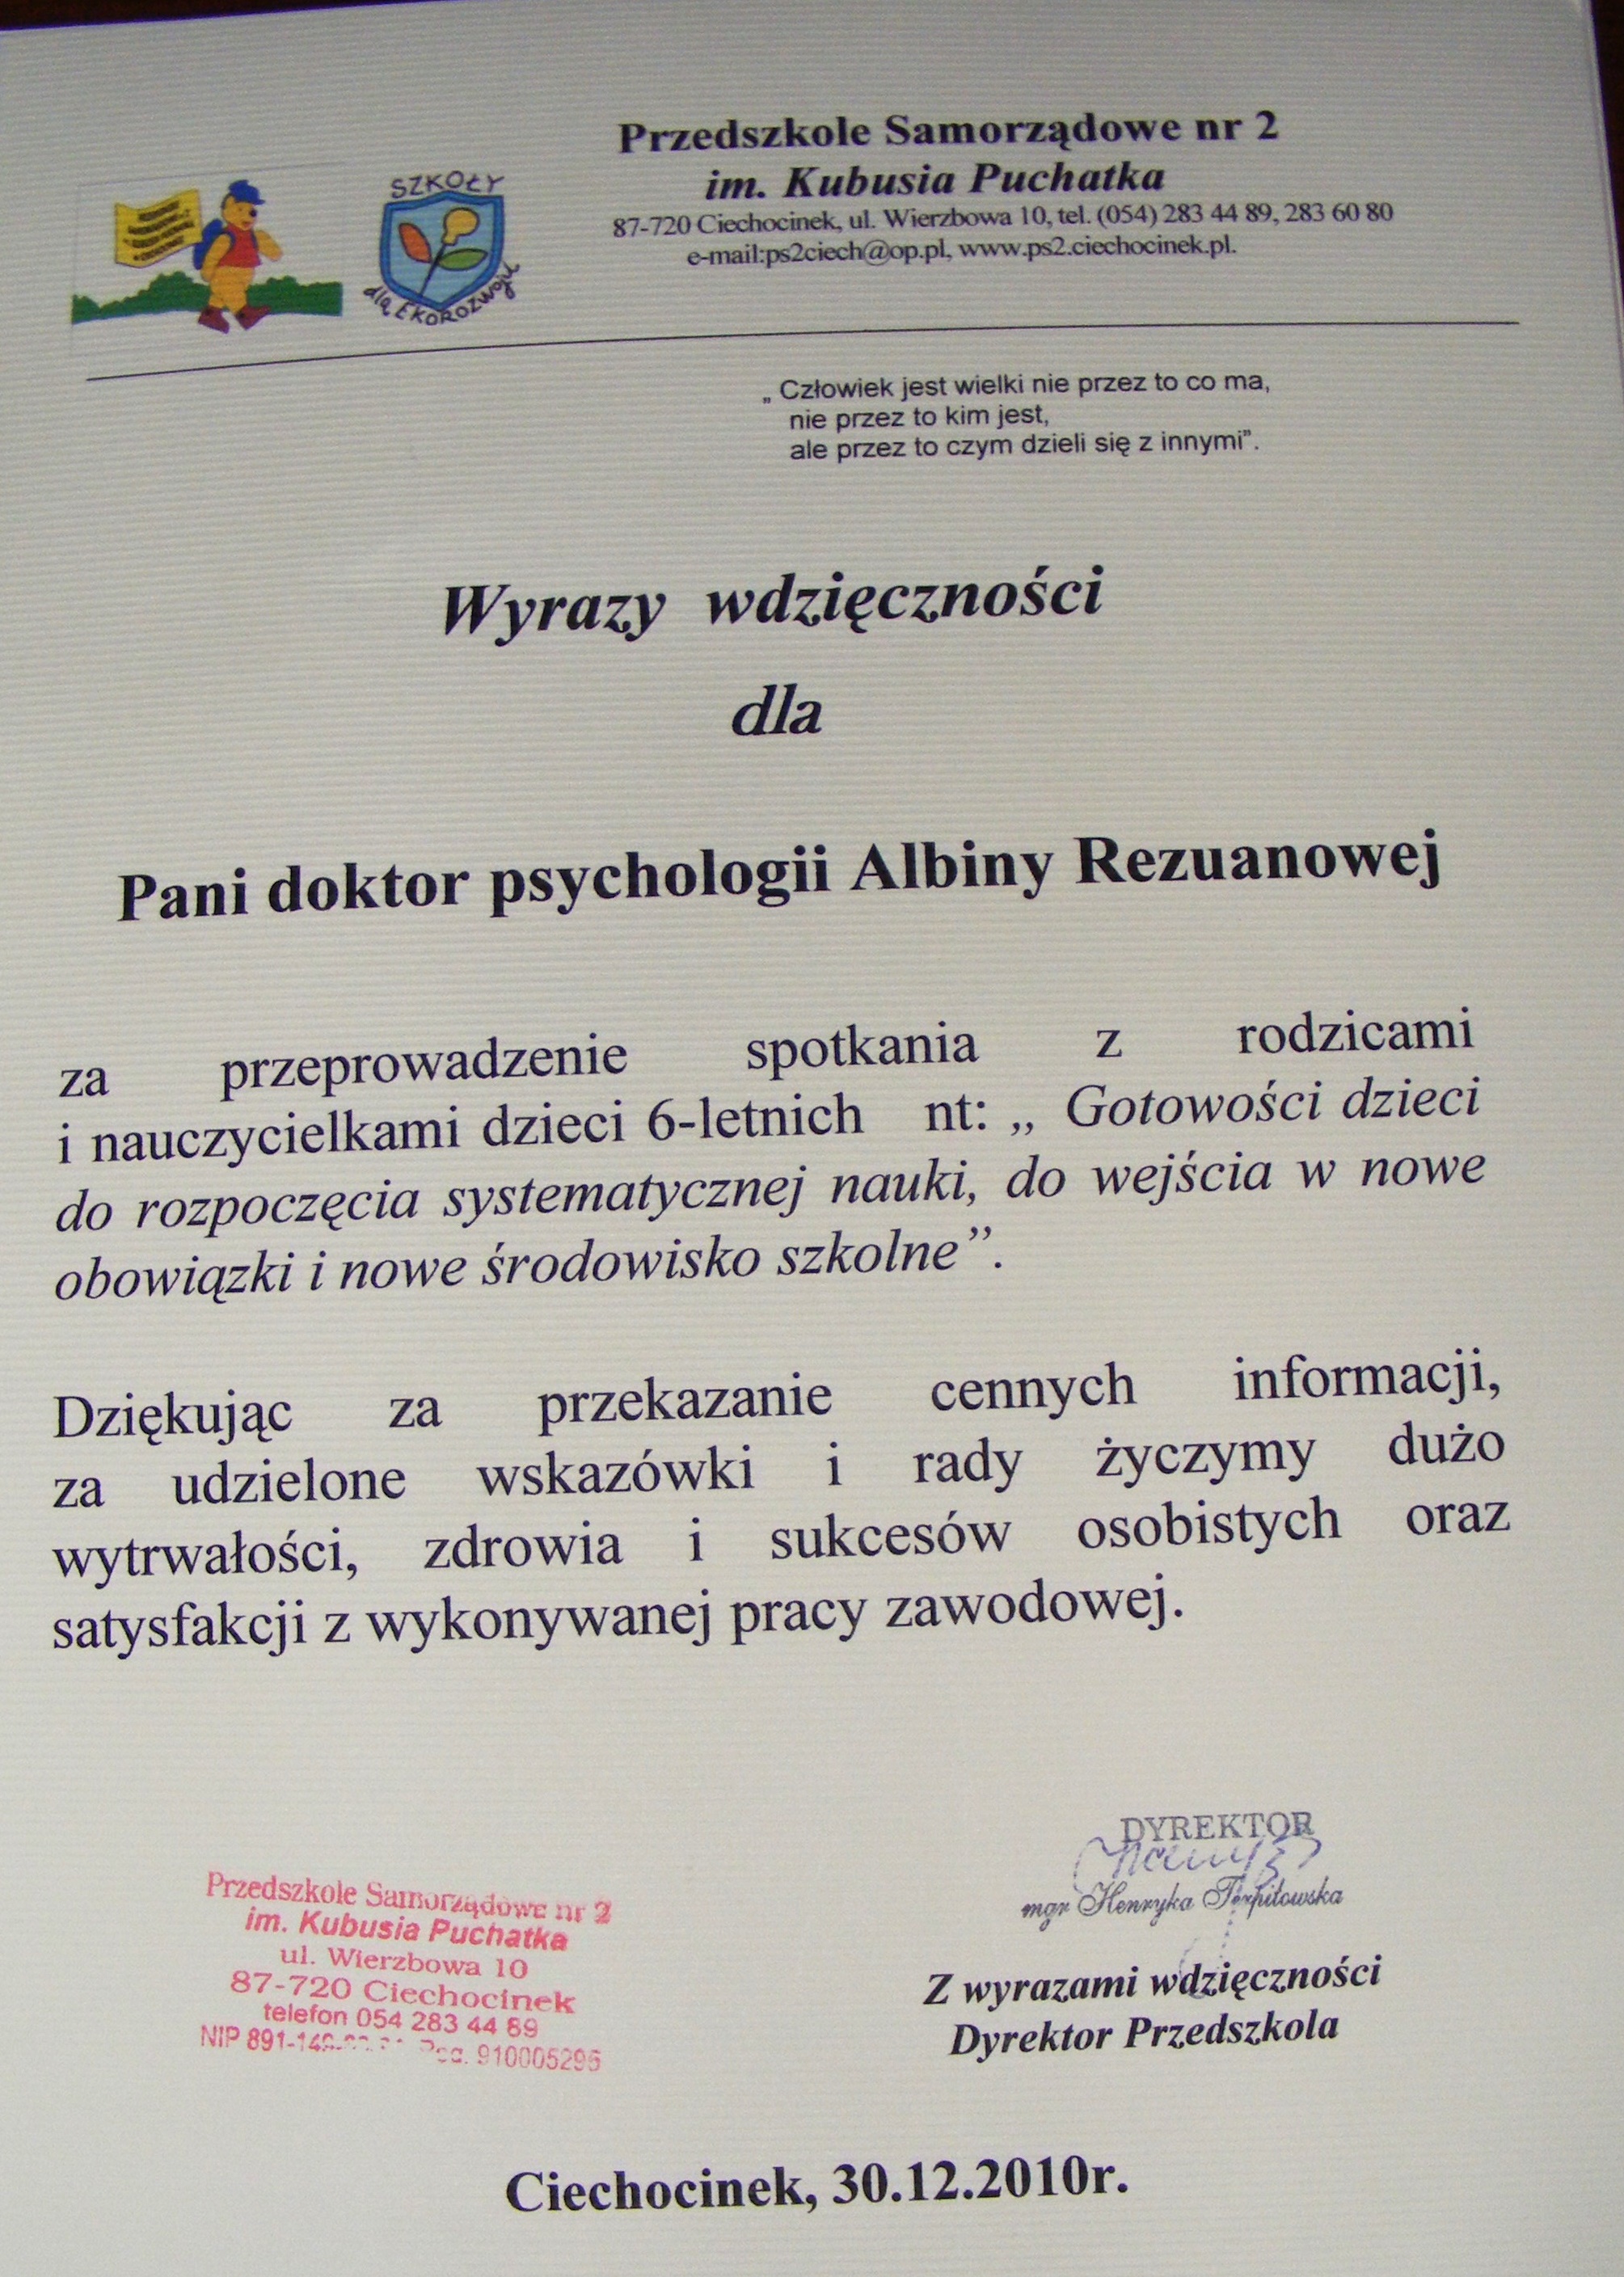 SZKOŁY
dla EKOROZWOJU
Przedszkole Samorządowe nr 2
im. Kubusia Puchatka
87-720 Ciechocinek, ul. Wierzbowa 10, tel. (054) 283 44 89, 283 60 80
e-mail:ps2ciech@op.pl, www.ps2.ciechocinek.pl.
„ Człowiek jest wielki nie przez to co ma,
nie przez to kim jest,
ale przez to czym dzieli się z innymi”.
Wyrazy wdzięczności
dla
Pani doktor psychologii Albiny Rezuanowej
za przeprowadzenie spotkania z rodzicami
i nauczycielkami dzieci 6-letnich nt: „ Gotowości dzieci
do rozpoczęcia systematycznej nauki, do wejścia w nowe
obowiązki i nowe środowisko szkolne”.
Dziękując za przekazanie cennych informacji,
za udzielone wskazówki i rady życzymy dużo
wytrwałości, zdrowia i sukcesów osobistych oraz
satysfakcji z wykonywanej pracy zawodowej.
DYREKTOR
mgr Henryka Terpiłowska
Z wyrazami wdzięczności
Dyrektor Przedszkola
Przedszkole Samorządowe nr 2
im. Kubusia Puchatka
ul. Wierzbowa 10
87-720 Ciechocinek
telefon 054 283 44 89
NIP 910005296
Ciechocinek, 30.12.2010r.